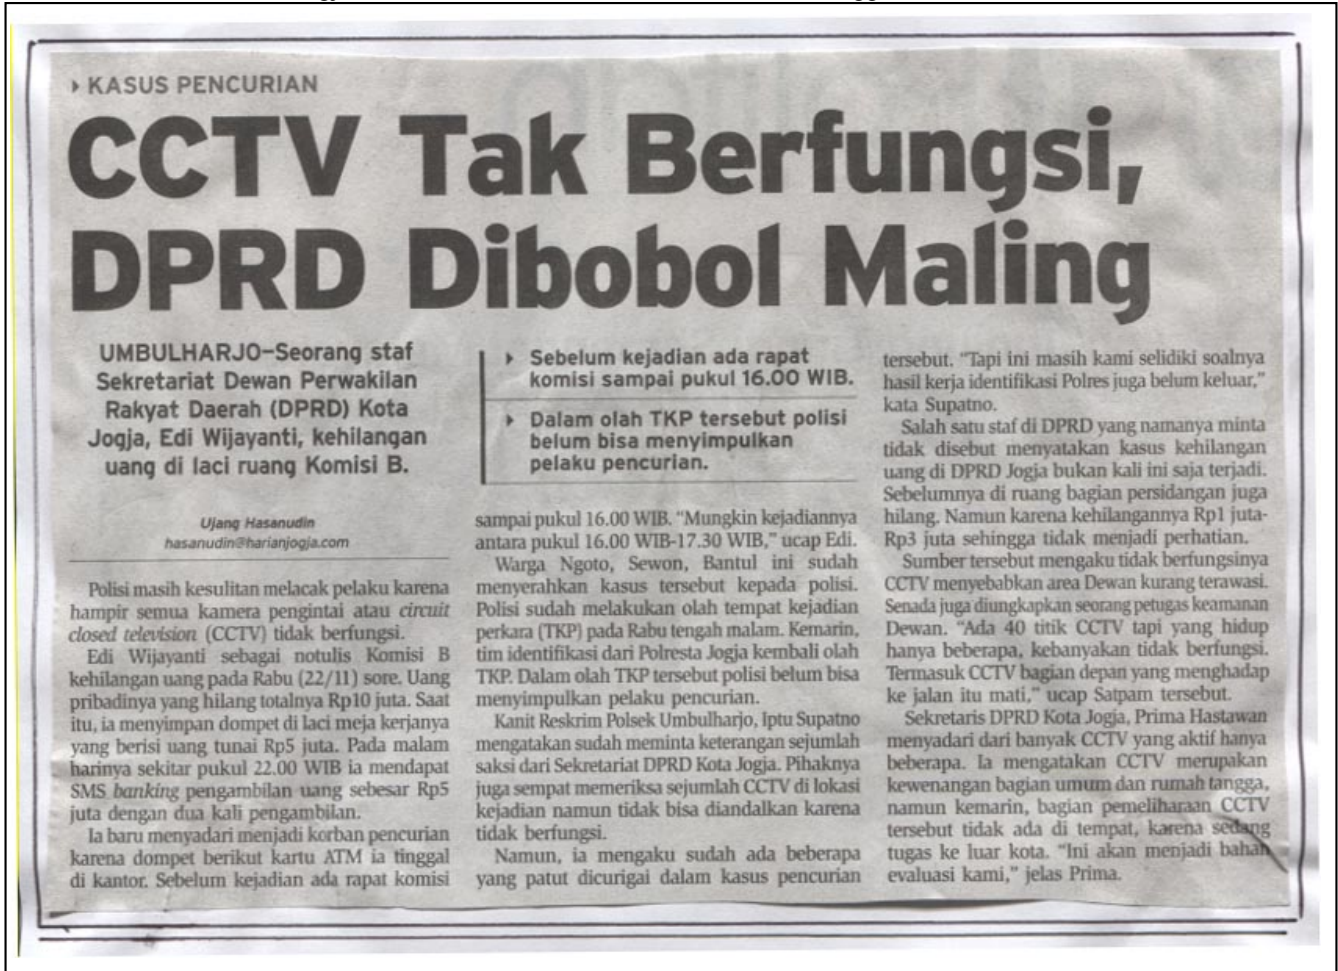 KASUS PENCURIAN
CCTV Tak Berfungsi,
DPRD Dibobol Maling
UMBULHARJO—Seorang staf
Sekretariat Dewan Perwakilan
Rakyat Daerah (DPRD) Kota
Jogja, Edi Wijayanti, kehilangan
uang di laci ruang Komisi B.
Ujang Hasanudin
hasanudin@harianjogja.com
Polisi masih kesulitan melacak pelaku karena
hampir semua kamera pengintai atau circuit
closed television (CCTV) tidak berfungsi.
Edi Wijayanti sebagai notulis Komisi B
kehilangan uang pada Rabu (22/11) sore. Uang
pribadinya yang hilang totalnya Rp10 juta. Saat
itu, ia menyimpan dompet di laci meja kerjanya
yang berisi uang tunai Rp5 juta. Pada malam
harinya sekitar pukul 22.00 WIB ia mendapat
SMS banking pengambilan uang sebesar Rp5
juta dengan dua kali pengambilan.
Ia baru menyadari menjadi korban pencurian
karena dompet berikut kartu ATM ia tinggal
di kantor. Sebelum kejadian ada rapat komisi
Sebelum kejadian ada rapat
komisi sampai pukul 16.00 WIB.
Dalam olah TKP tersebut polisi
belum bisa menyimpulkan
pelaku pencurian.
sampai pukul 16.00 WIB. “Mungkin kejadiannya
antara pukul 16.00 WIB-17.30 WIB,” ucap Edi.
Warga Ngoto, Sewon, Bantul ini sudah
menyerahkan kasus tersebut kepada polisi.
Polisi sudah melakukan olah tempat kejadian
perkara (TKP) pada Rabu tengah malam. Kemarin,
tim identifikasi dari Polresta Jogja kembali olah
TKP. Dalam olah TKP tersebut polisi belum bisa
menyimpulkan pelaku pencurian.
Kanit Reskrim Polsek Umbulharjo, Iptu Supatno
mengatakan sudah meminta keterangan sejumlah
saksi dari Sekretariat DPRD Kota Jogja. Pihaknya
juga sempat memeriksa sejumlah CCTV di lokasi
kejadian namun tidak bisa diandalkan karena
tidak berfungsi.
Namun, ia mengaku sudah ada beberapa
yang patut dicurigai dalam kasus pencurian
tersebut. “Tapi ini masih kami selidiki soalnya
hasil kerja identifikasi Polres juga belum keluar,”
kata Supatno.
Salah satu staf di DPRD yang namanya minta
tidak disebut menyatakan kasus kehilangan
uang di DPRD Jogja bukan kali ini saja terjadi.
Sebelumnya di ruang bagian persidangan juga
hilang. Namun karena kehilangannya Rp1 juta-
Rp3 juta sehingga tidak menjadi perhatian.
Sumber tersebut mengaku tidak berfungsinya
CCTV menyebabkan area Dewan kurang terawasi.
Senada juga diungkapkan seorang petugas keamanan
Dewan. “Ada 40 titik CCTV tapi yang hidup
hanya beberapa, kebanyakan tidak berfungsi.
Termasuk CCTV bagian depan yang menghadap
ke jalan itu mati,” ucap Satpam tersebut.
Sekretaris DPRD Kota Jogja, Prima Hastawan
menyadari dari banyak CCTV yang aktif hanya
beberapa. Ia mengatakan CCTV merupakan
kewenangan bagian umum dan rumah tangga,
namun kemarin, bagian pemeliharaan CCTV
tersebut tidak ada di tempat, karena sedang
tugas ke luar kota. “Ini akan menjadi bahan
evaluasi kami,” jelas Prima.